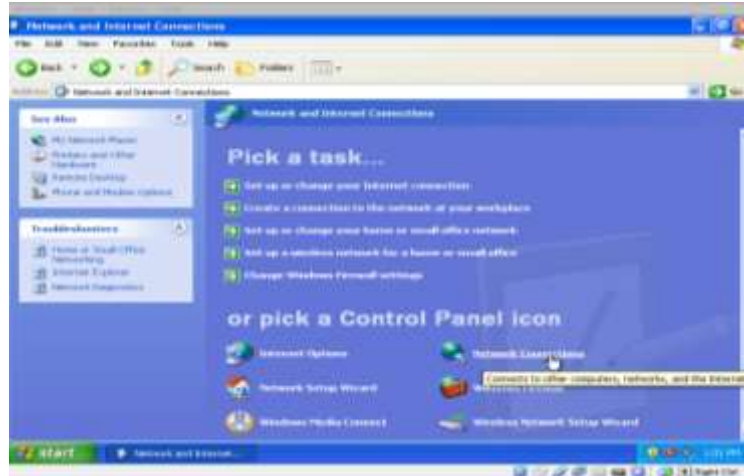 Network and Internet Connections
File Edit View Favorites Tools Help
Back Search Folders
Address Network and Internet Connections Go
See Also
My Network Places
Printers and Other
Hardware
Remote Desktop
Phone and Modem Options
Troubleshooters
Home or Small Office
Networking
Internet Explorer
Network Diagnostics
Network and Internet Connections
Pick a task...
Set up or change your Internet connection
Create a connection to the network at your workplace
Set up or change your home or small office network
Set up a wireless network for a home or small office
Change Windows Firewall settings
or pick a Control Panel icon
Internet Options
Network Connections
Connects to other computers, networks, and the Internet
Network Setup Wizard
Windows Firewall
Windows Media Connect
Wireless Network Setup Wizard
start
Network and Internet...
Right Ctrl